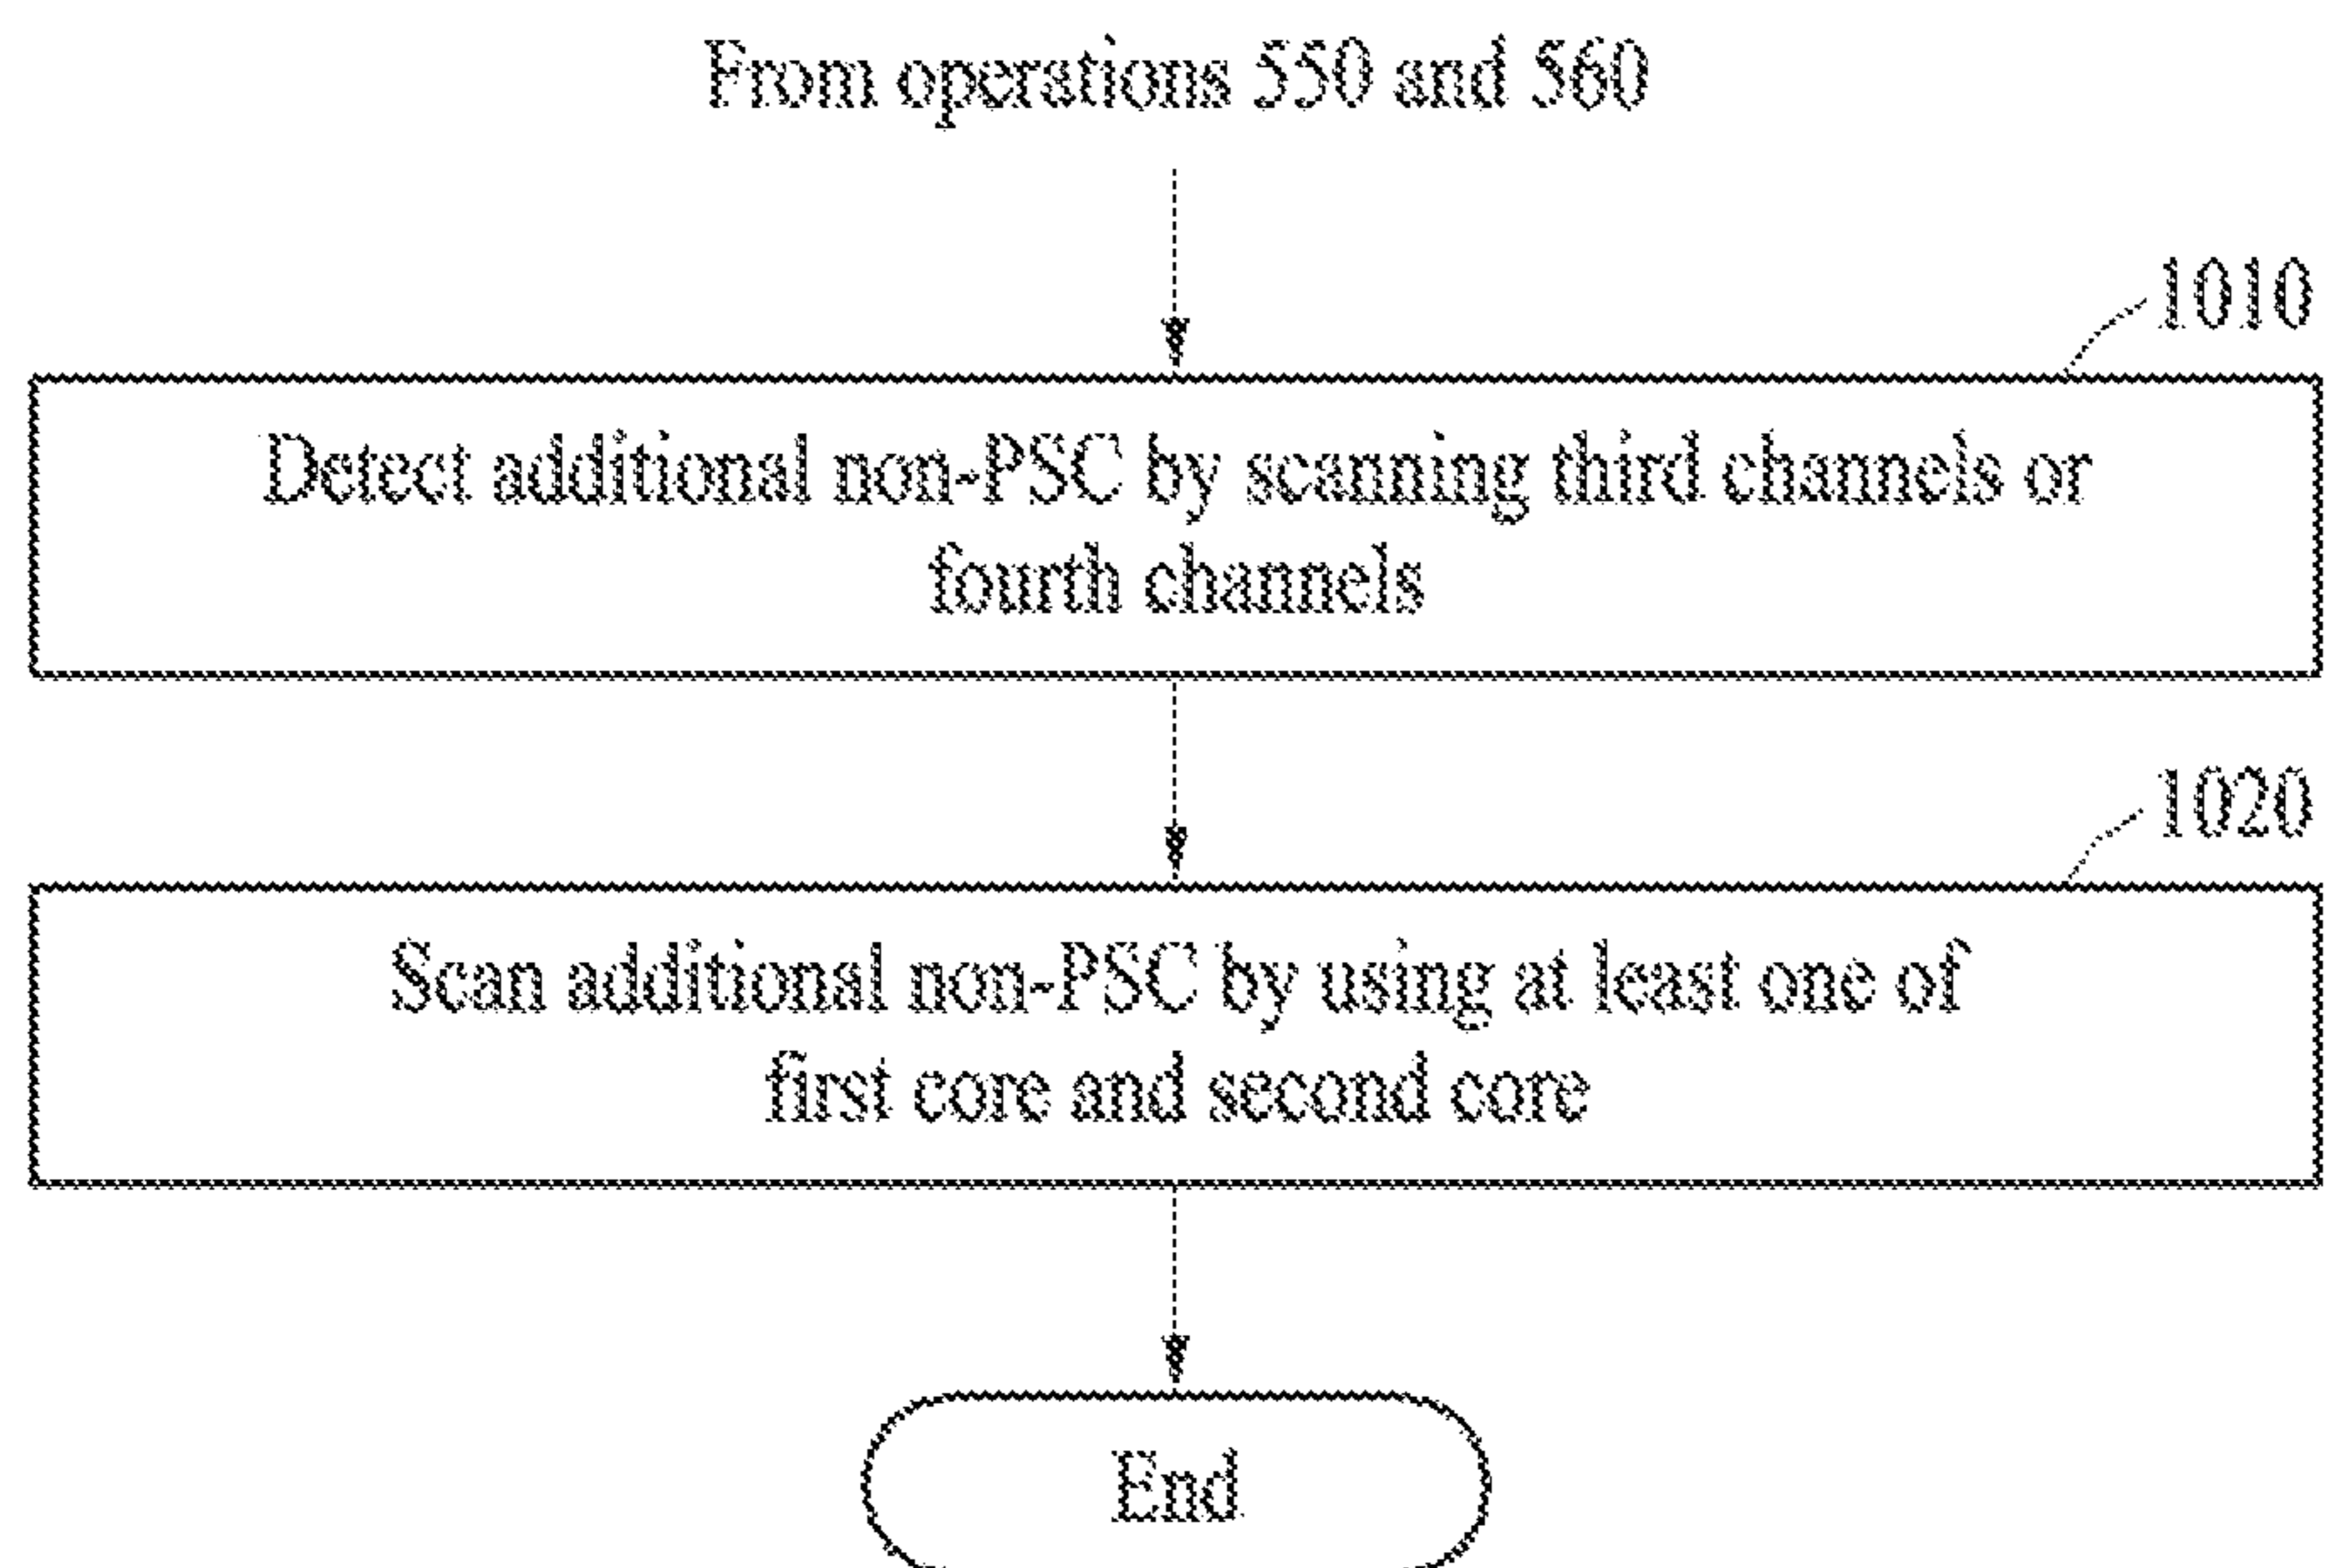 From operations 550 and 560
1010
Detect additional non-PSC by scanning third channels or
fourth channels
1020
Scan additional non-PSC by using at least one of
first core and second core
End